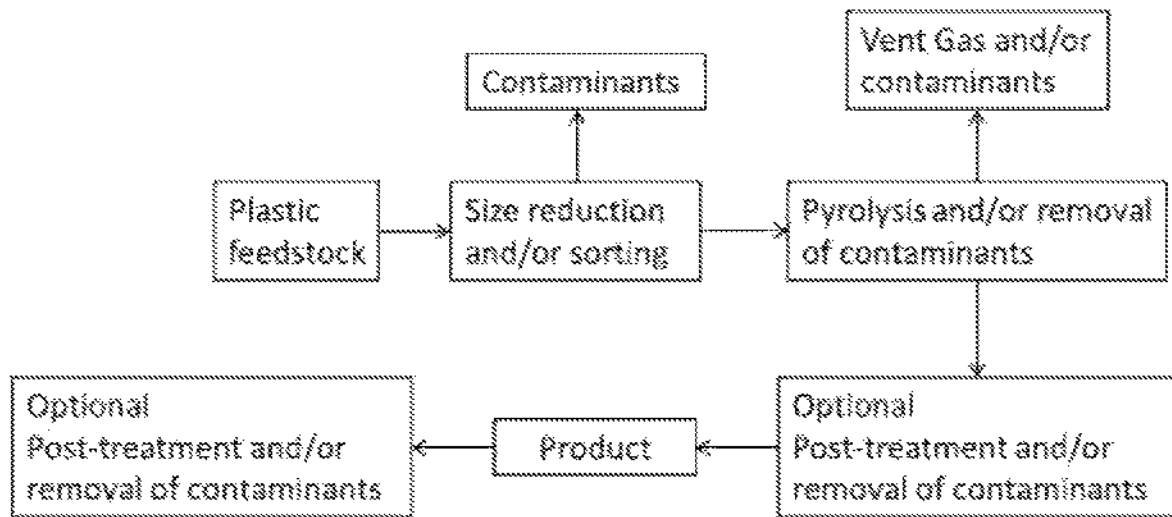 Contaminants
Vent Gas and/or
contaminants
Plastic
feedstock
Size reduction
and/or sorting
Pyrolysis and/or removal
of contaminants
Optional
Post-treatment and/or
removal of contaminants
Product
Optional
Post-treatment and/or
removal of contaminants